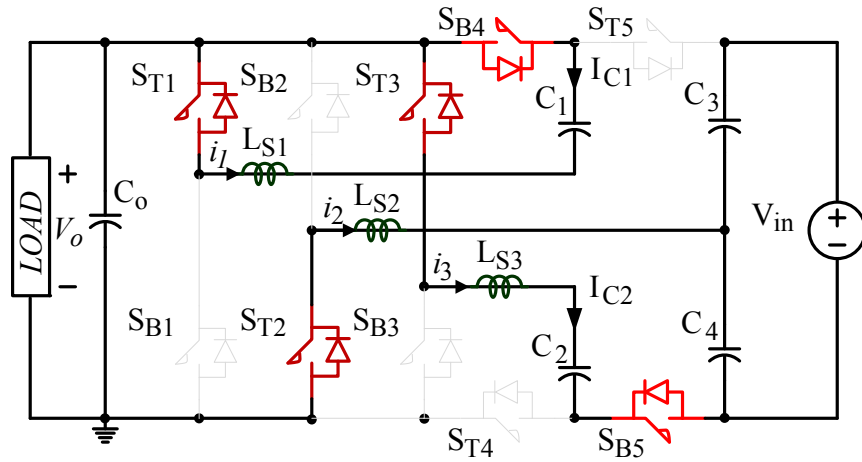 S_B4
S_T5
S_T1
S_B2
S_T3
I_C1
C_1
C_3
i_1
L_S1
LOAD
+
V_o
−
C_o
i_2
L_S2
V_in
+
−
i_3
L_S3
I_C2
S_B1
S_T2
S_B3
C_2
C_4
S_T4
S_B5